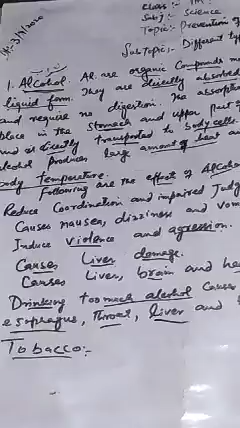 Class:-
Subj:- Science
Topic:- Prevention of
Sub Topic:- Different
شروب
1. Alcohol. Al. are organic Compounds
liquid form. They are directly absorbed
and require no digestion. The
place in the stomach and upper part
and is directly transported to body cells.
alcohol produces large amount of heat and
body temperature.
Following are the effect of Alcohol
Reduce Coordination and impaired Judg
Causes nausea, dizziness and vom
Induce violence and agression.
Causes Liver damage.
Causes Liver, brain and hea
Drinking too much alcohol Causes
esophagus, Throat, liver and
Tobacco:-